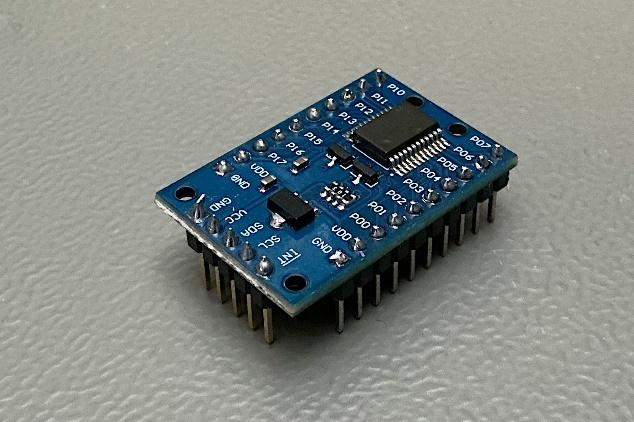 P10
P11
P12
P13
P14
P15
P16
P17
VDD
GND
GND
VCC
SDA
SCL
INT
P07
P06
P05
P04
P03
P02
P01
P00
VDD
GND